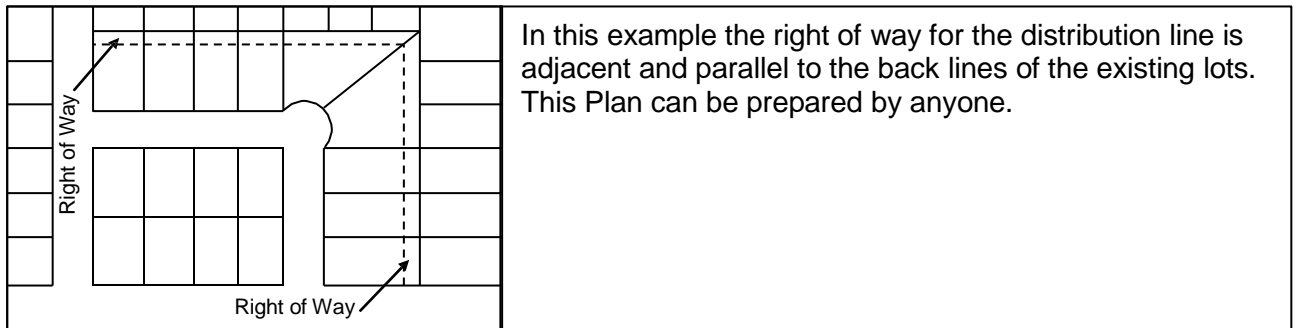 Right of Way
Right of Way
In this example the right of way for the distribution line is
adjacent and parallel to the back lines of the existing lots.
This Plan can be prepared by anyone.